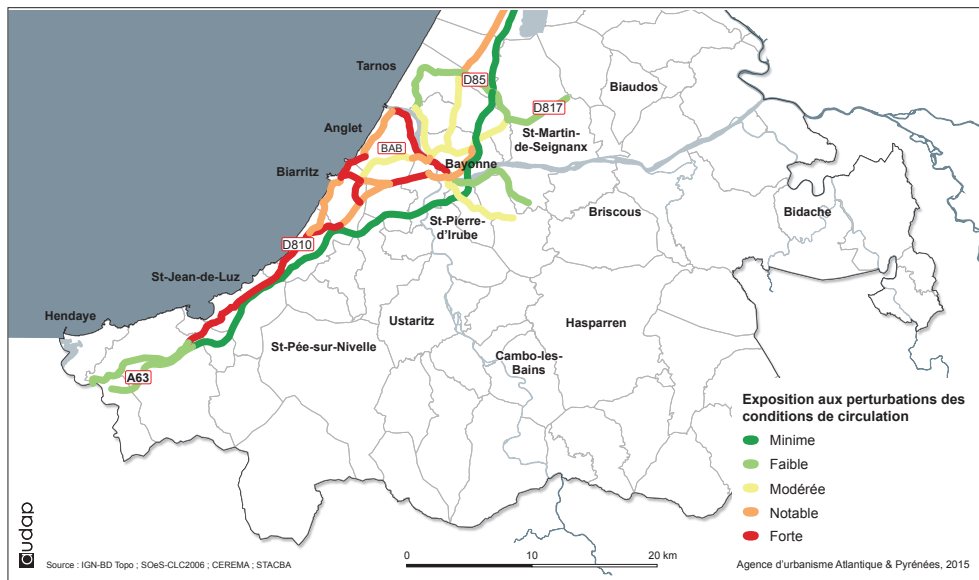 Tarnos
D85
Biaudos
D817
Anglet
St-Martin-
de-Seignanx
BAB
Bayonne
Biarritz
Briscous
Bidache
St-Pierre-
d'Irube
D810
St-Jean-de-Luz
Hendaye
Ustaritz
Hasparren
St-Pée-sur-Nivelle
Cambo-les-
Bains
A63
Exposition aux perturbations des
conditions de circulation
Minime
Faible
Modérée
Notable
Forte
audap
Source : IGN-BD Topo ; SOeS-CLC2006 ; CEREMA ; STACBA
0 10 20 km
Agence d'urbanisme Atlantique & Pyrénées, 2015